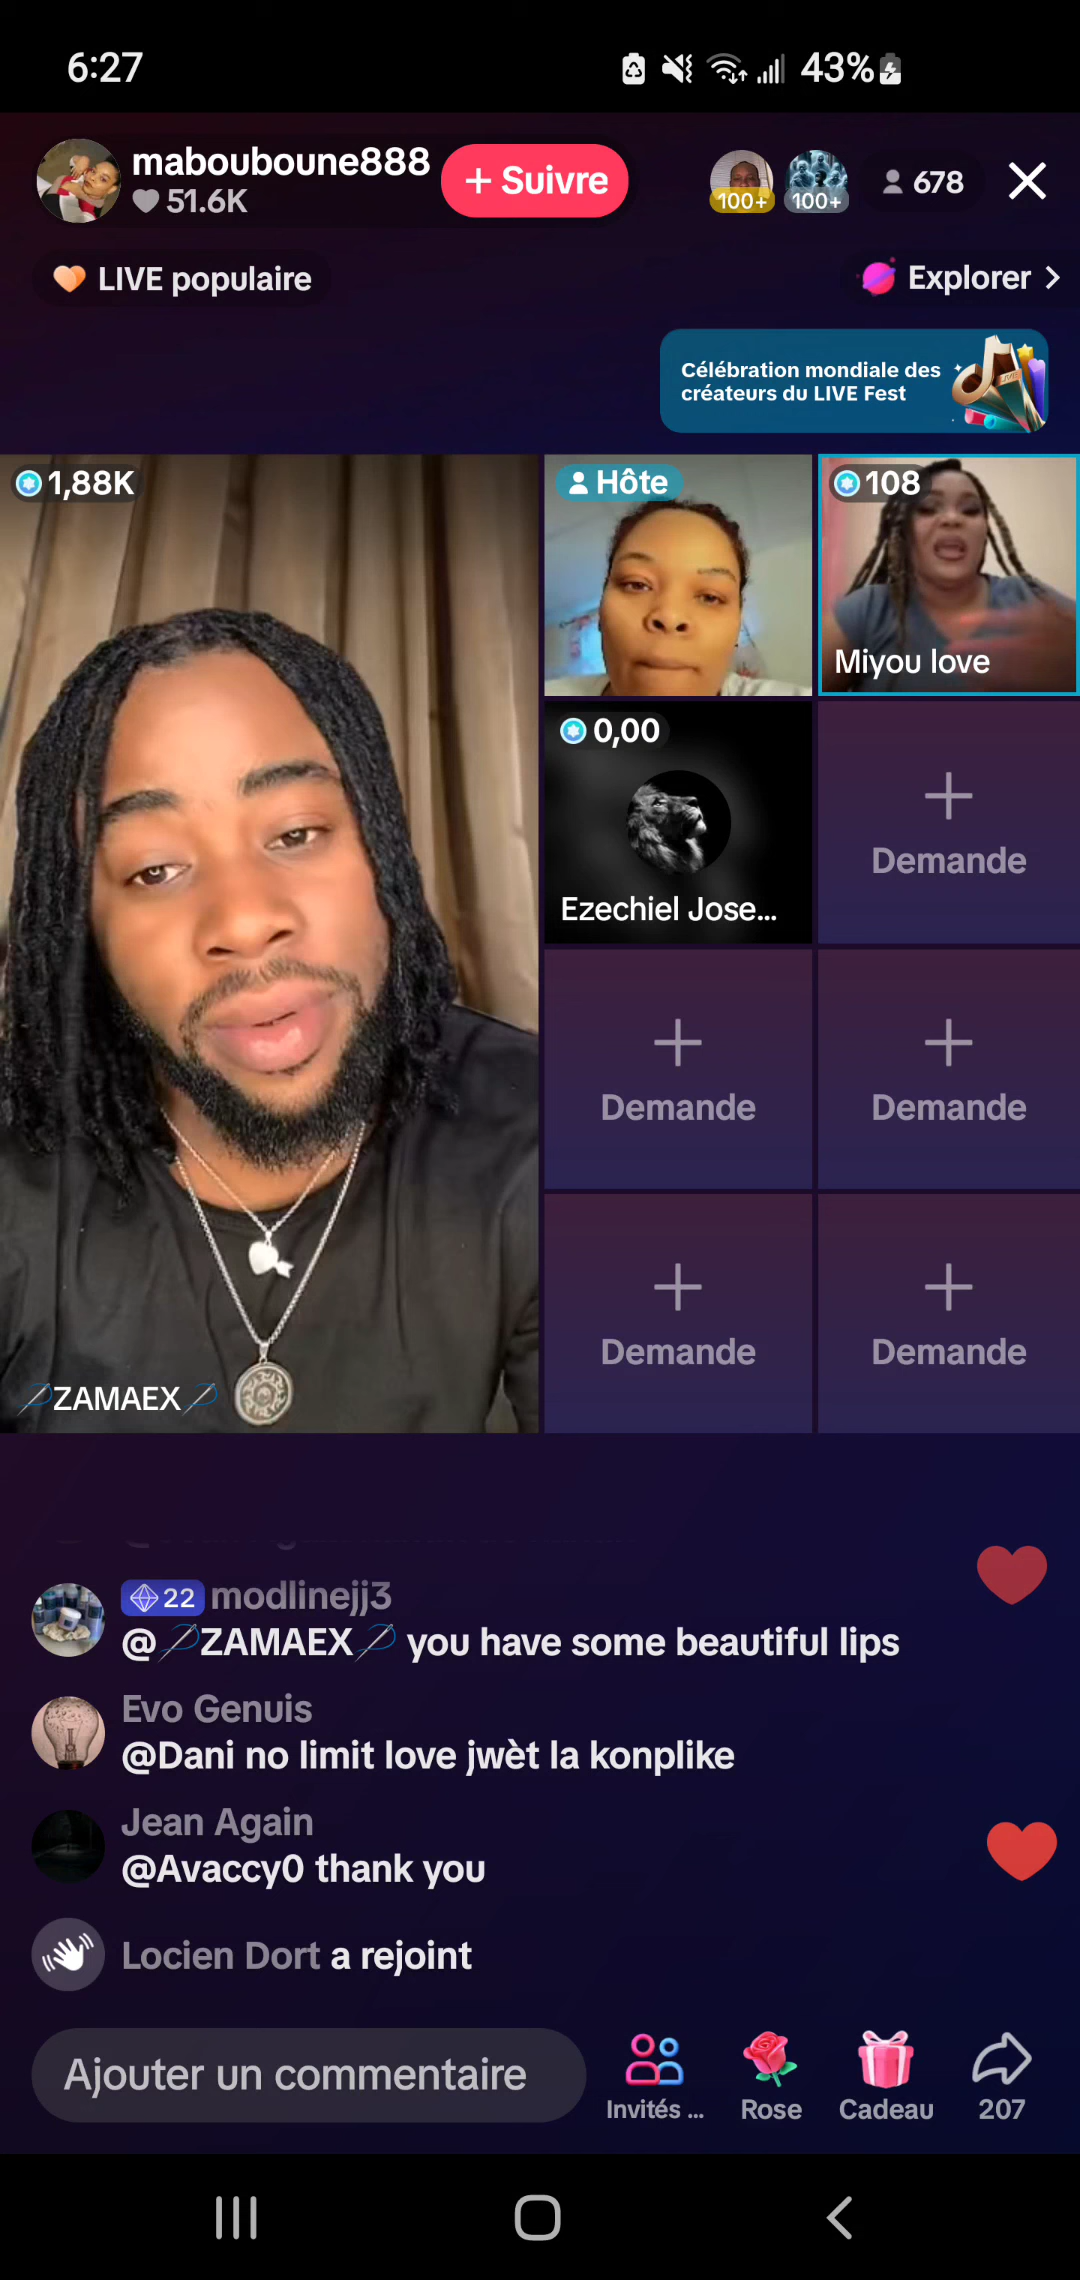 6:27
43%
mabouboune888
51.6K
+ Suivre
100+
100+
678
LIVE populaire
Explorer >
Célébration mondiale des
créateurs du LIVE Fest
LIVE
1,88K
Hôte
108
Miyou love
0,00
Ezechiel Jose...
Demande
Demande
Demande
Demande
Demande
ZAMAEX
22 modlinejj3
@ZAMAEX you have some beautiful lips
Evo Genuis
@Dani no limit love jwèt la konplike
Jean Again
@Avaccy0 thank you
Locien Dort a rejoint
Ajouter un commentaire
Invités ...
Rose
Cadeau
207